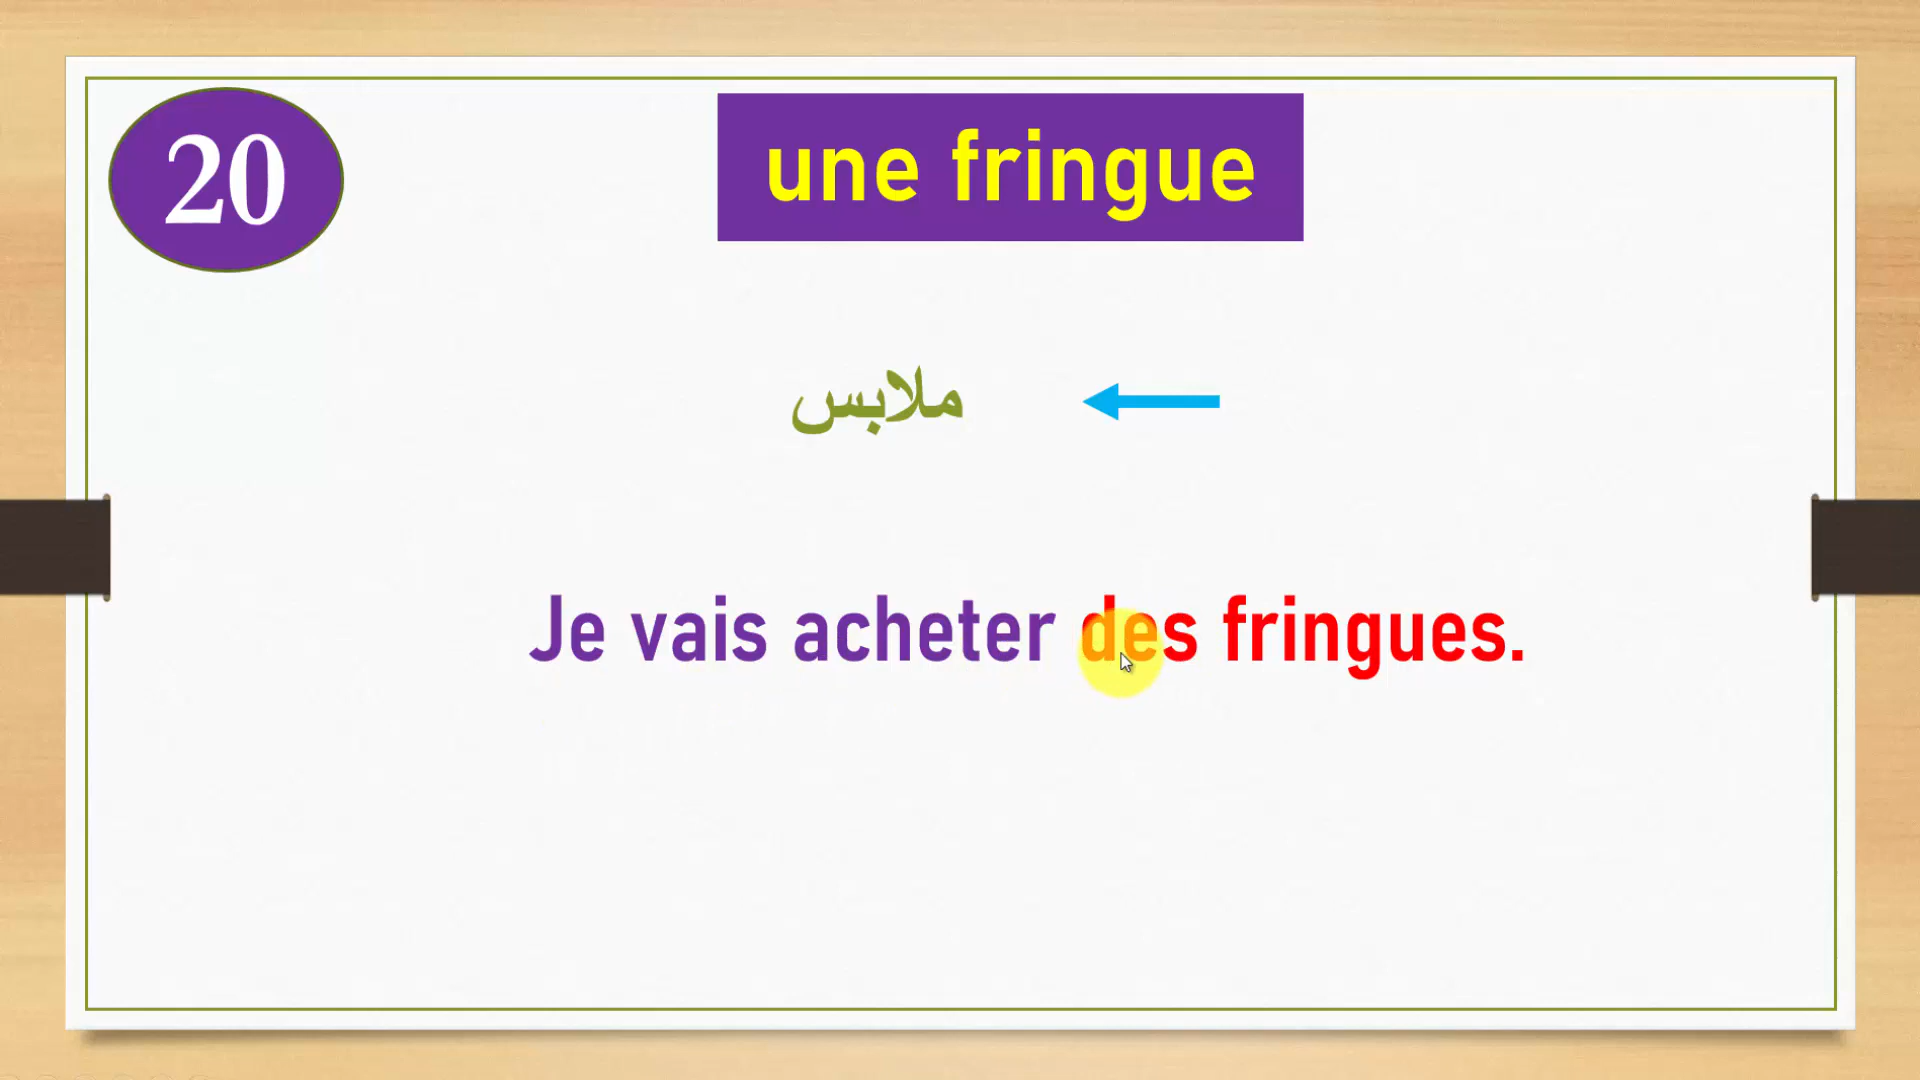 20
une fringue
ملابس
Je vais acheter des fringues.